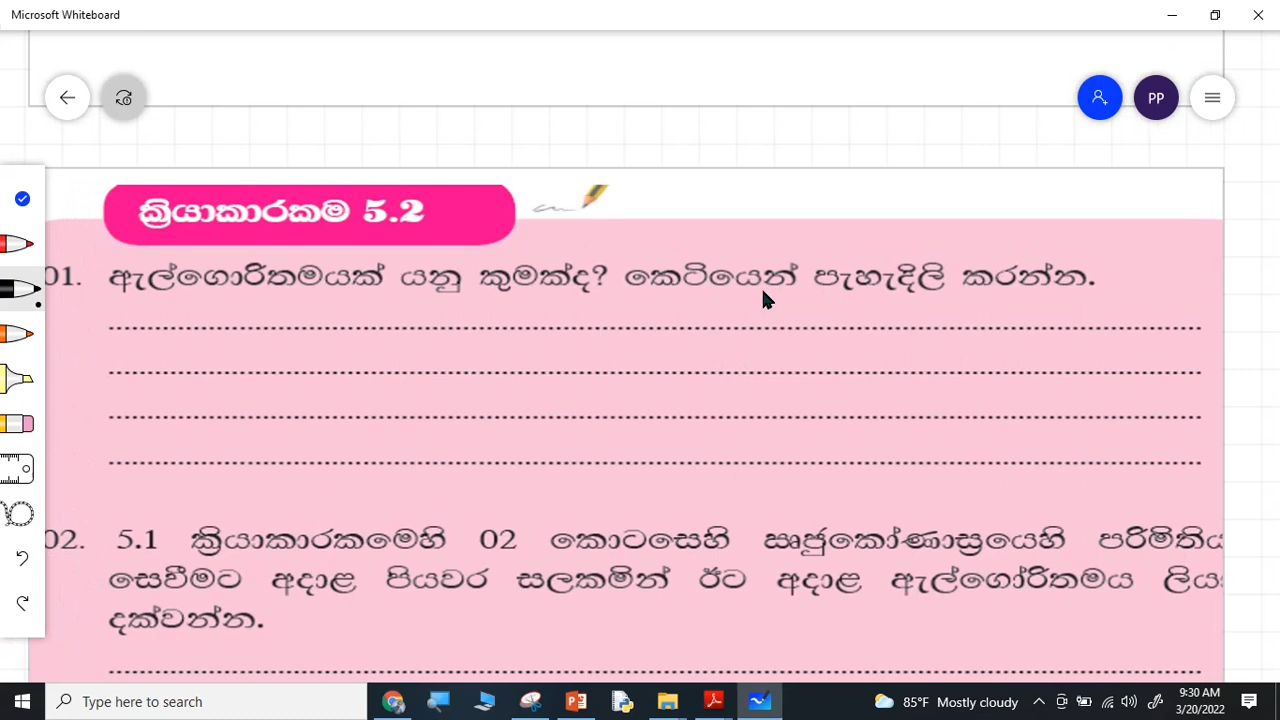 Microsoft Whiteboard
PP
ක්‍රියාකාරකම 5.2
01. ඇල්ගොරිතමයක් යනු කුමක්ද? කෙටියෙන් පැහැදිලි කරන්න.
02. 5.1 ක්‍රියාකාරකමෙහි 02 කොටසෙහි සෘජුකෝණාස්‍රයෙහි පරිමිතිය
සෙවීමට අදාළ පියවර සලකමින් ඊට අදාළ ඇල්ගෝරිතමය ලියා
දක්වන්න.
Type here to search
85°F Mostly cloudy
9:30 AM
3/20/2022